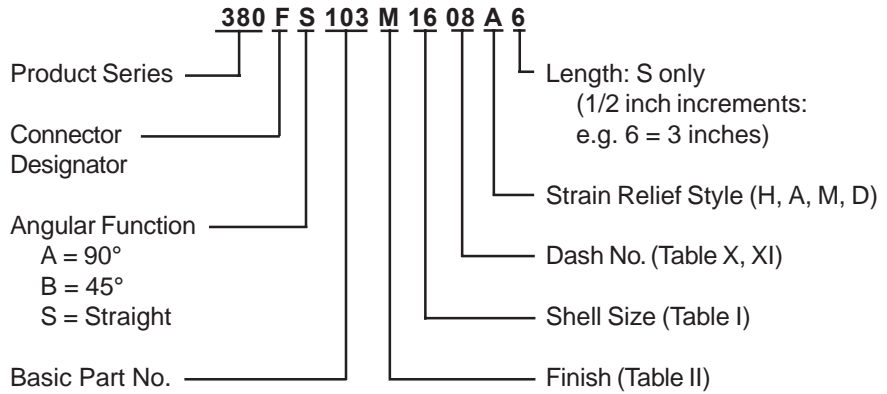 380 F S 103 M 16 08 A 6
Product Series
Connector
Designator
Angular Function
A = 90°
B = 45°
S = Straight
Basic Part No.
Length: S only
(1/2 inch increments:
e.g. 6 = 3 inches)
Strain Relief Style (H, A, M, D)
Dash No. (Table X, XI)
Shell Size (Table I)
Finish (Table II)